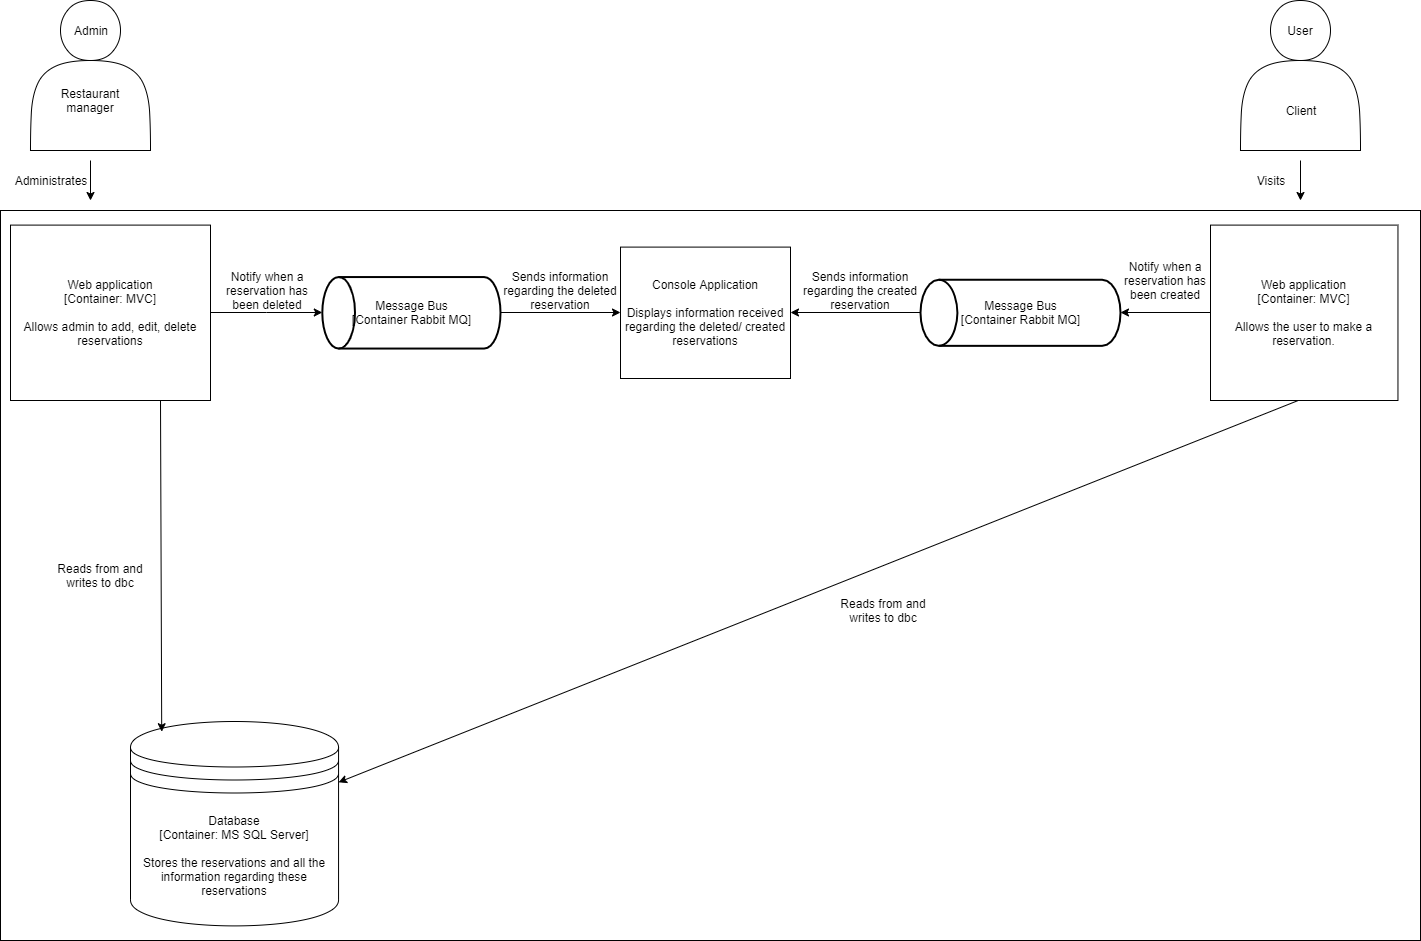 Admin
Restaurant
manager
Administrates
User
Client
Visits
Web application
[Container: MVC]
Allows admin to add, edit, delete
reservations
Notify when a
reservation has
been deleted
Message Bus
[Container Rabbit MQ]
Sends information
regarding the deleted
reservation
Console Application
Displays information received
regarding the deleted/ created
reservations
Sends information
regarding the created
reservation
Message Bus
[Container Rabbit MQ]
Notify when a
reservation has
been created
Web application
[Container: MVC]
Allows the user to make a
reservation.
Reads from and
writes to dbc
Reads from and
writes to dbc
Database
[Container: MS SQL Server]
Stores the reservations and all the
information regarding these
reservations